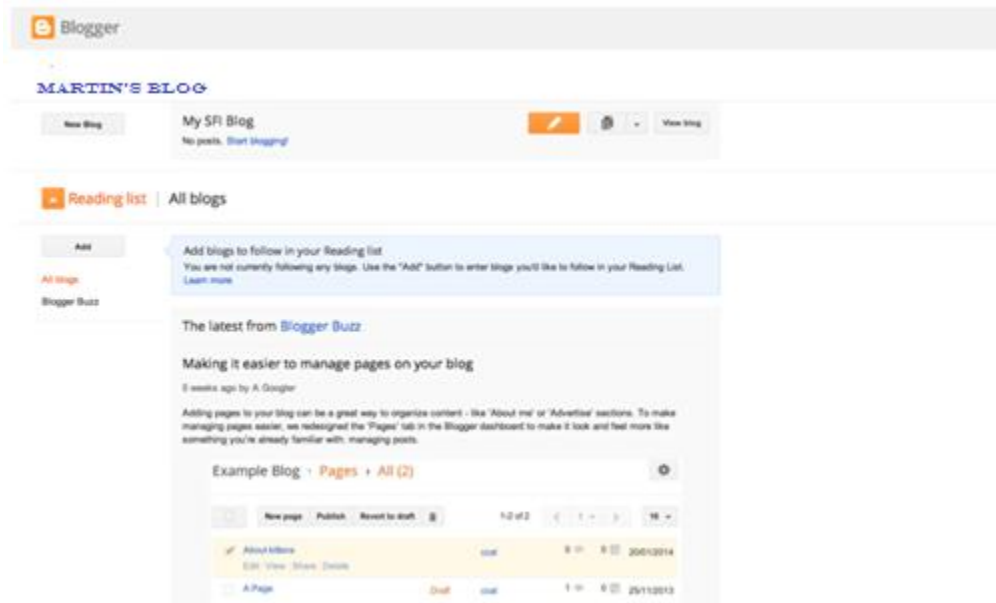 Blogger
MARTIN'S BLOG
New Blog
My SFI Blog
View blog
No posts. Start blogging!
Reading list | All blogs
Add
Add blogs to follow in your Reading list
You are not currently following any blogs. Use the "Add" button to enter blogs you'd like to follow in your Reading List.
Learn more
All blogs
Blogger Buzz
The latest from Blogger Buzz
Making it easier to manage pages on your blog
weeks ago by A Googler
Adding pages to your blog can be a great way to organize content - like 'About me' or 'Advertise' sections. To make
managing pages easier, we redesigned the 'Pages' tab in the Blogger dashboard to make it look and feel more like
something you're already familiar with: managing posts.
Example Blog › Pages › All (2)
New page Publish Revert to draft 1-2 of 2 1
About kittens 0 0 20/01/2014
Edit View Share Delete
A Page Draft 1 0 25/11/2013